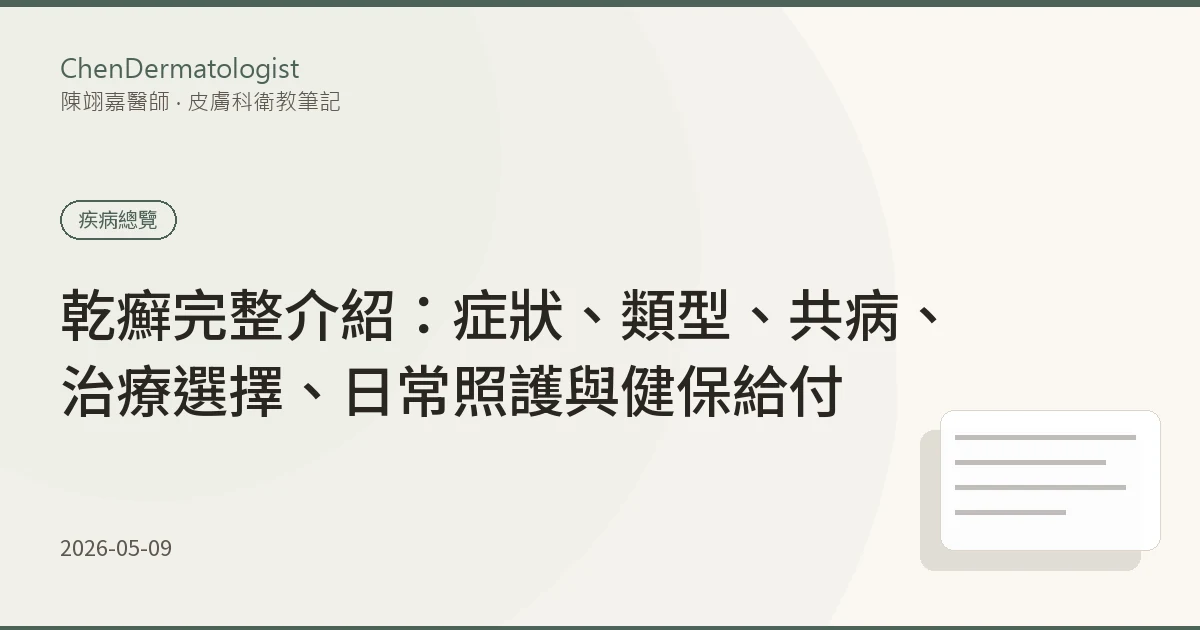 ChenDermatologist
陳翊嘉醫師 · 皮膚科衛教筆記
疾病總覽
乾癬完整介紹：症狀、類型、共病、
治療選擇、日常照護與健保給付
2026-05-09